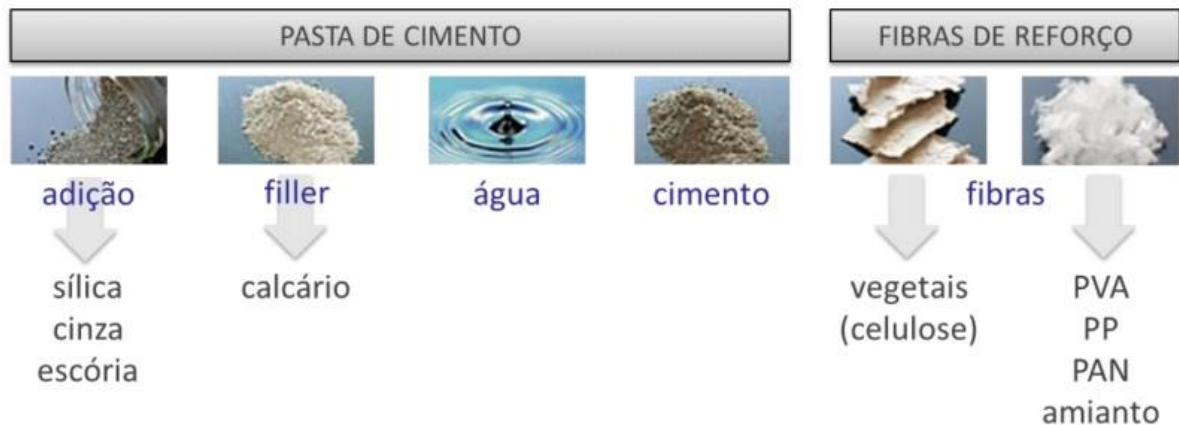 PASTA DE CIMENTO
FIBRAS DE REFORÇO
adição
filler
água
cimento
fibras
sílica
cinza
escória
calcário
vegetais
(celulose)
PVA
PP
PAN
amianto